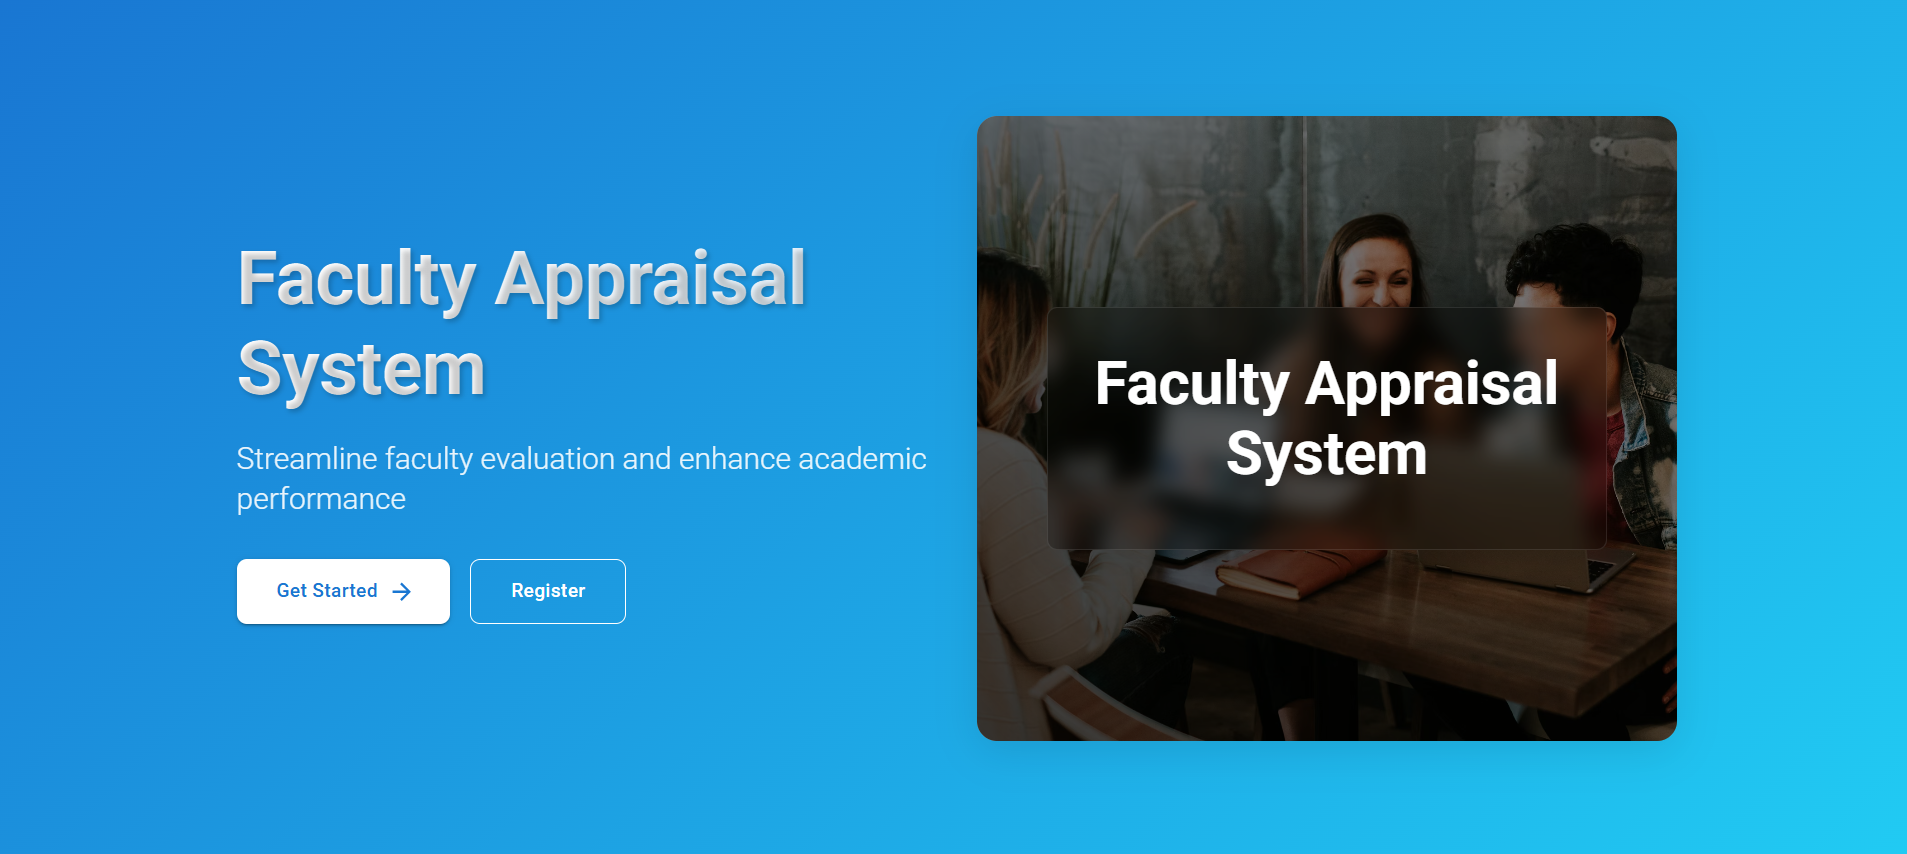 Faculty Appraisal
System
Streamline faculty evaluation and enhance academic
performance
Get Started
Register
Faculty Appraisal
System